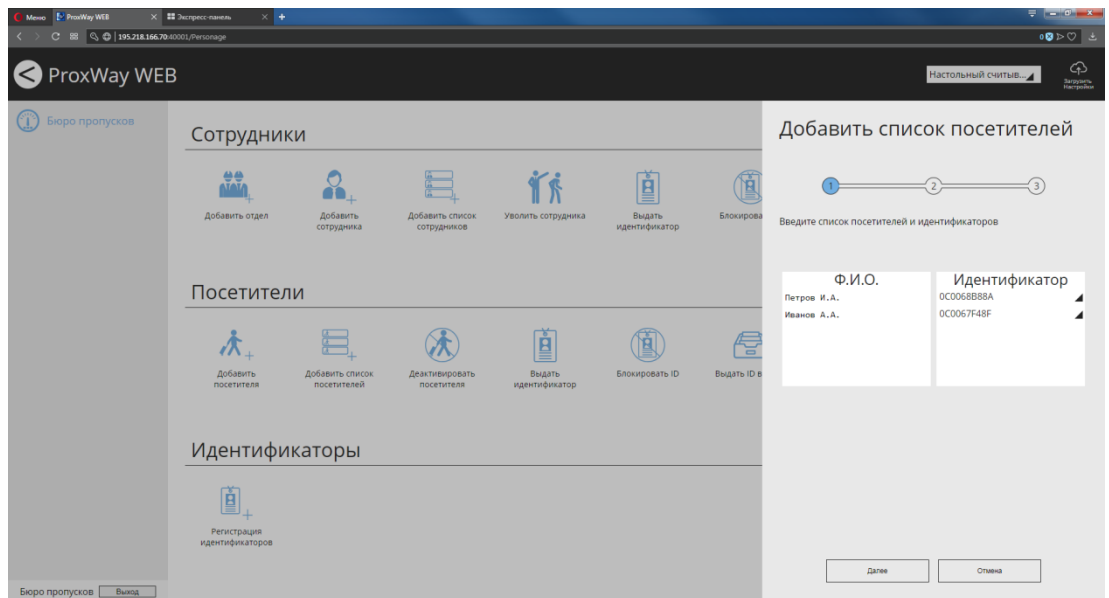 Меню
ProxWay WEB
Экспресс-панель
195.218.166.70:40001/Personage
0
ProxWay WEB
Настольный считыв...
Загрузить
Настройки
Бюро пропусков
Сотрудники
Добавить отдел
Добавить
сотрудника
Добавить список
сотрудников
Уволить сотрудника
Выдать
идентификатор
Блокирова
Посетители
Добавить
посетителя
Добавить список
посетителей
Деактивировать
посетителя
Выдать
идентификатор
Блокировать ID
Выдать ID в
Идентификаторы
Регистрация
идентификаторов
Бюро пропусков
Выход
Добавить список посетителей
1
2
3
Введите список посетителей и идентификаторов
Ф.И.О. Идентификатор
Петров И.А. 0C0068B88A
Иванов А.А. 0C0067F48F
Далее
Отмена